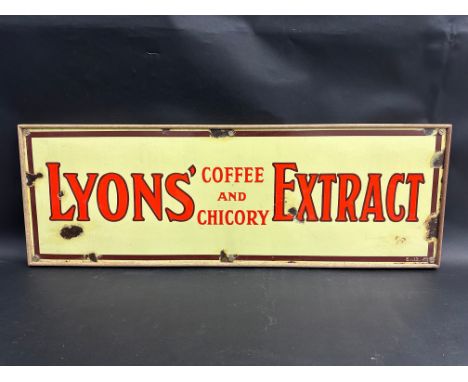 LYONS' COFFEE AND CHICORY EXTRACT